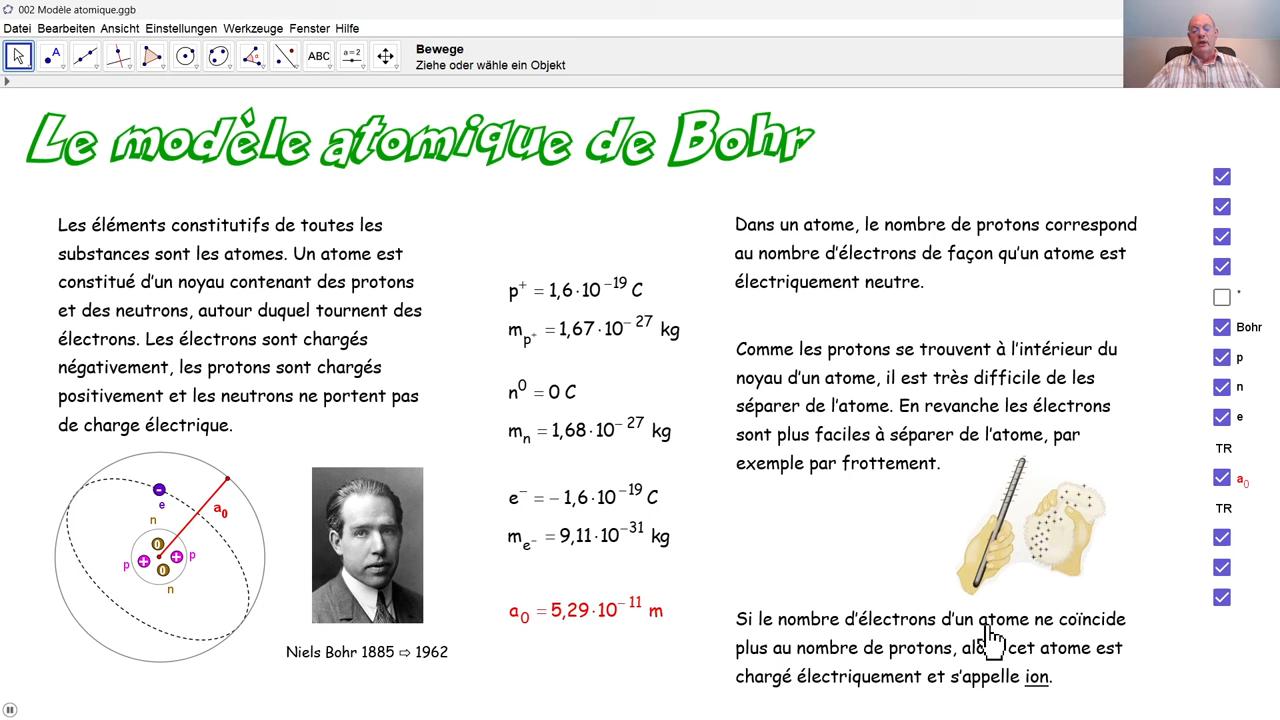 002 Modèle atomique.ggb
Datei Bearbeiten Ansicht Einstellungen Werkzeuge Fenster Hilfe
A
ABC
a=2
Bewege
Ziehe oder wähle ein Objekt
Le modèle atomique de Bohr
Les éléments constitutifs de toutes les
substances sont les atomes. Un atome est
constitué d'un noyau contenant des protons
et des neutrons, autour duquel tournent des
électrons. Les électrons sont chargés
négativement, les protons sont chargés
positivement et les neutrons ne portent pas
de charge électrique.
e
n
p
p
n
a₀
Niels Bohr 1885 ⇨ 1962
p⁺ = 1,6·10⁻¹⁹ C
m_p⁺ = 1,67·10⁻²⁷ kg
n⁰ = 0 C
mₙ = 1,68·10⁻²⁷ kg
e⁻ = − 1,6·10⁻¹⁹ C
m_e⁻ = 9,11·10⁻³¹ kg
a₀ = 5,29·10⁻¹¹ m
Dans un atome, le nombre de protons correspond
au nombre d'électrons de façon qu'un atome est
électriquement neutre.
Comme les protons se trouvent à l'intérieur du
noyau d'un atome, il est très difficile de les
séparer de l'atome. En revanche les électrons
sont plus faciles à séparer de l'atome, par
exemple par frottement.
Si le nombre d'électrons d'un atome ne coïncide
plus au nombre de protons, cet atome est
chargé électriquement et s'appelle ion.
*
Bohr
p
n
e
TR
a₀
TR